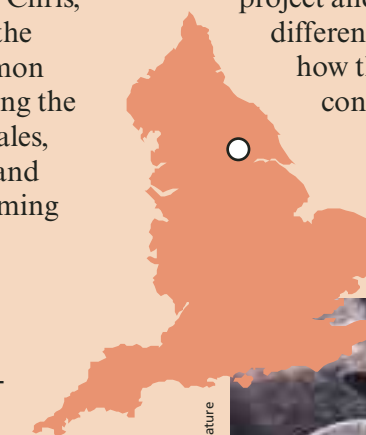 Chris,
the
mon
ng the
ales,
and
ming
project and
differen
how th
con
ature